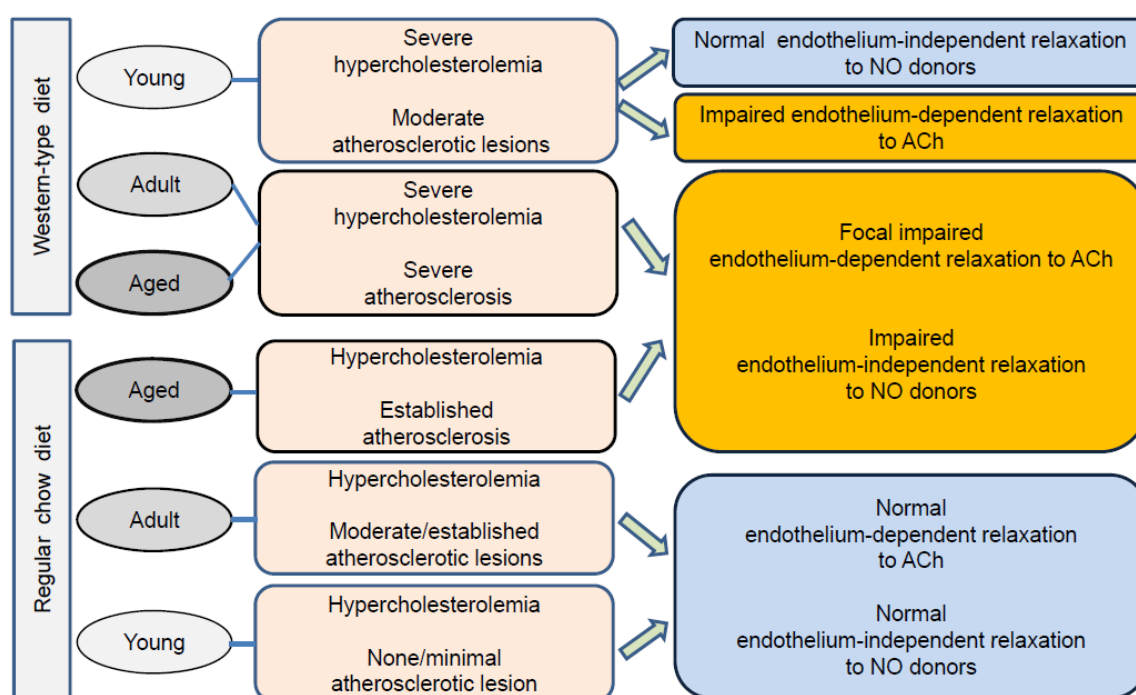 Western-type diet
Young
Severe
hypercholesterolemia
Moderate
atherosclerotic lesions
Normal endothelium-independent relaxation
to NO donors
Impaired endothelium-dependent relaxation
to ACh
Adult
Aged
Severe
hypercholesterolemia
Severe
atherosclerosis
Focal impaired
endothelium-dependent relaxation to ACh
Impaired
endothelium-independent relaxation
to NO donors
Regular chow diet
Aged
Hypercholesterolemia
Established
atherosclerosis
Adult
Hypercholesterolemia
Moderate/established
atherosclerotic lesions
Normal
endothelium-dependent relaxation
to ACh
Normal
endothelium-independent relaxation
to NO donors
Young
Hypercholesterolemia
None/minimal
atherosclerotic lesion